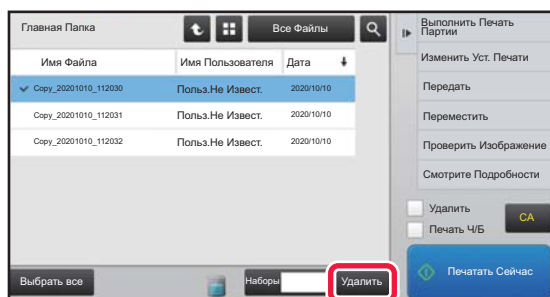 Главная Папка
Все Файлы
Имя Файла
Имя Пользователя
Дата
Copy_20201010_112030
Польз.Не Извест.
2020/10/10
Copy_20201010_112031
Польз.Не Извест.
2020/10/10
Copy_20201010_112032
Польз.Не Извест.
2020/10/10
Выбрать все
Наборы
Удалить
Выполнить Печать
Партии
Изменить Уст. Печати
Передать
Переместить
Проверить Изображение
Смотрите Подробности
Удалить
Печать Ч/Б
CA
Печатать Сейчас